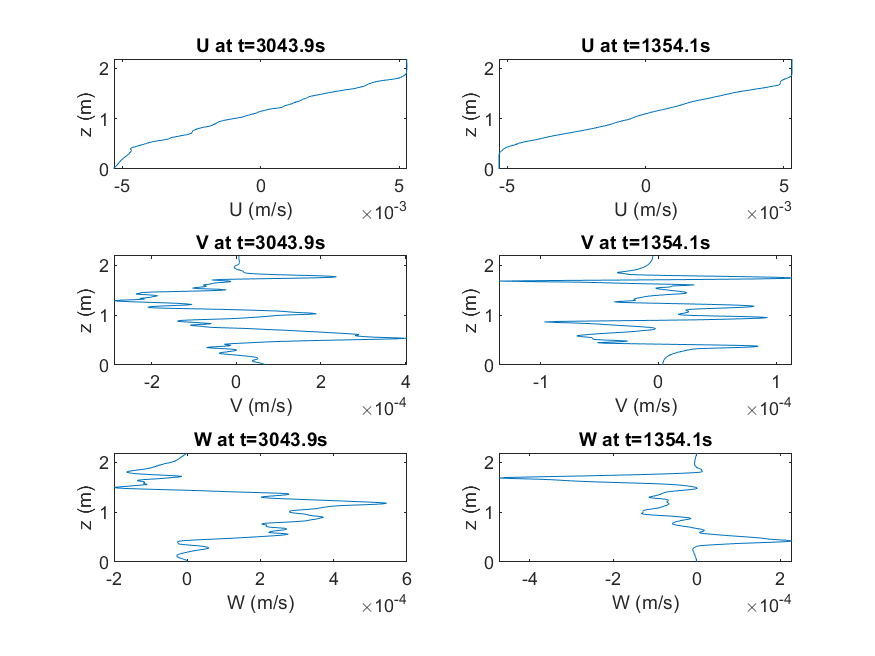 U at t=3043.9s
2
1
0
z (m)
-5
0
5
U (m/s)
×10-3
U at t=1354.1s
2
1
0
z (m)
-5
0
5
U (m/s)
×10-3
V at t=3043.9s
2
1
0
z (m)
-2
0
2
4
V (m/s)
×10-4
V at t=1354.1s
2
1
0
z (m)
-1
0
1
V (m/s)
×10-4
W at t=3043.9s
2
1
0
z (m)
-2
0
2
4
6
W (m/s)
×10-4
W at t=1354.1s
2
1
0
z (m)
-4
-2
0
2
W (m/s)
×10-4